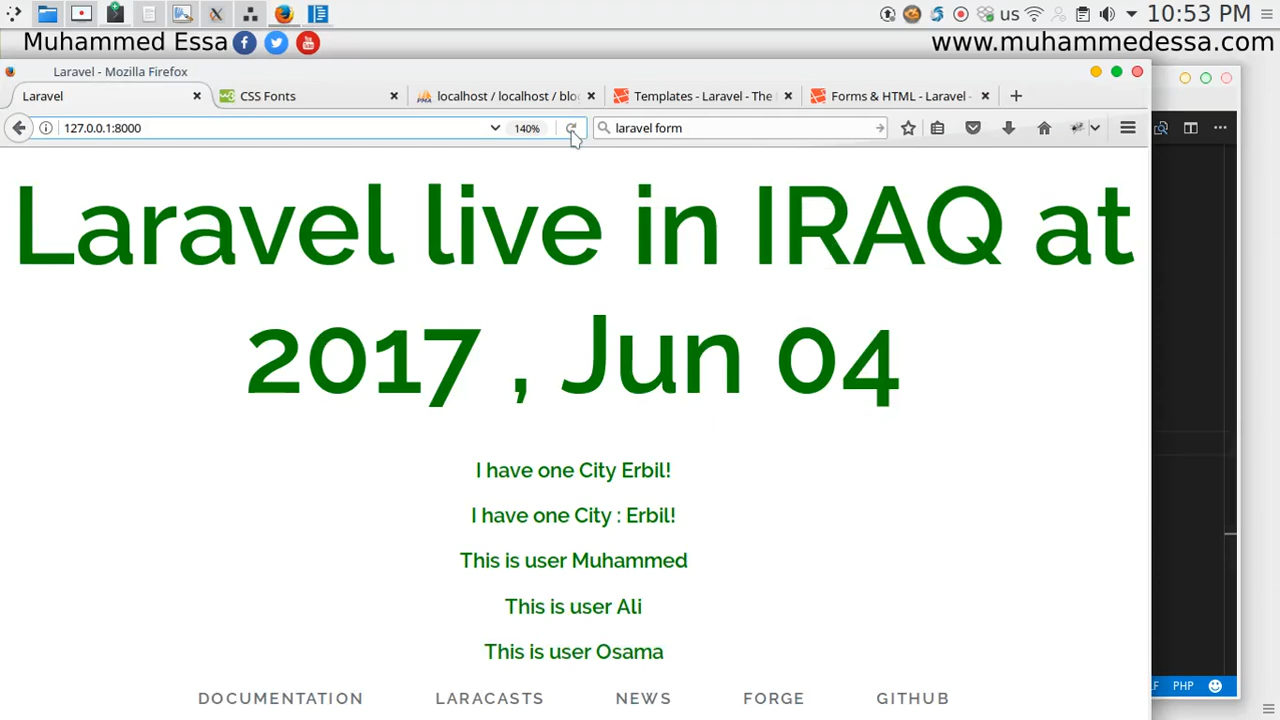 us
10:53 PM
Muhammed Essa
www.muhammedessa.com
Laravel - Mozilla Firefox
Laravel
CSS Fonts
localhost / localhost / blo
Templates - Laravel - The
Forms & HTML - Laravel -
127.0.0.1:8000
140%
laravel form
Laravel live in IRAQ at
2017 , Jun 04
I have one City Erbil!
I have one City : Erbil!
This is user Muhammed
This is user Ali
This is user Osama
DOCUMENTATION LARACASTS NEWS FORGE GITHUB
LF PHP